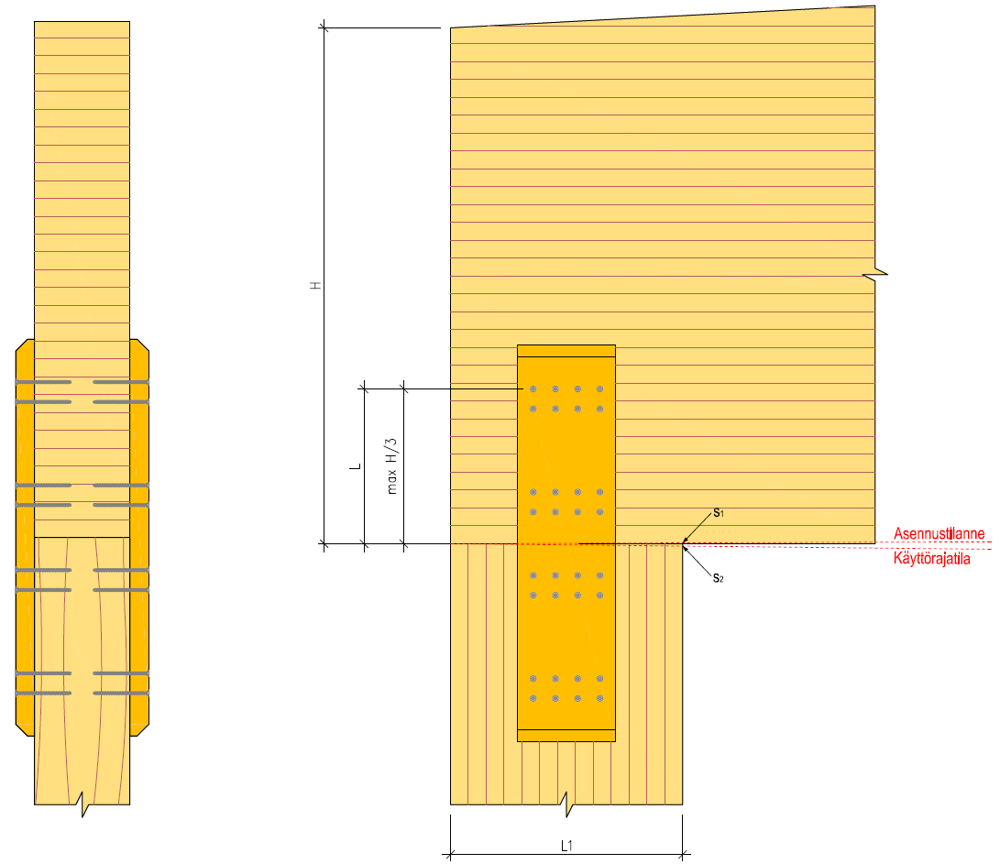 H
L
max H/3
S1
Asennustilanne
Käyttörajatila
S2
L1